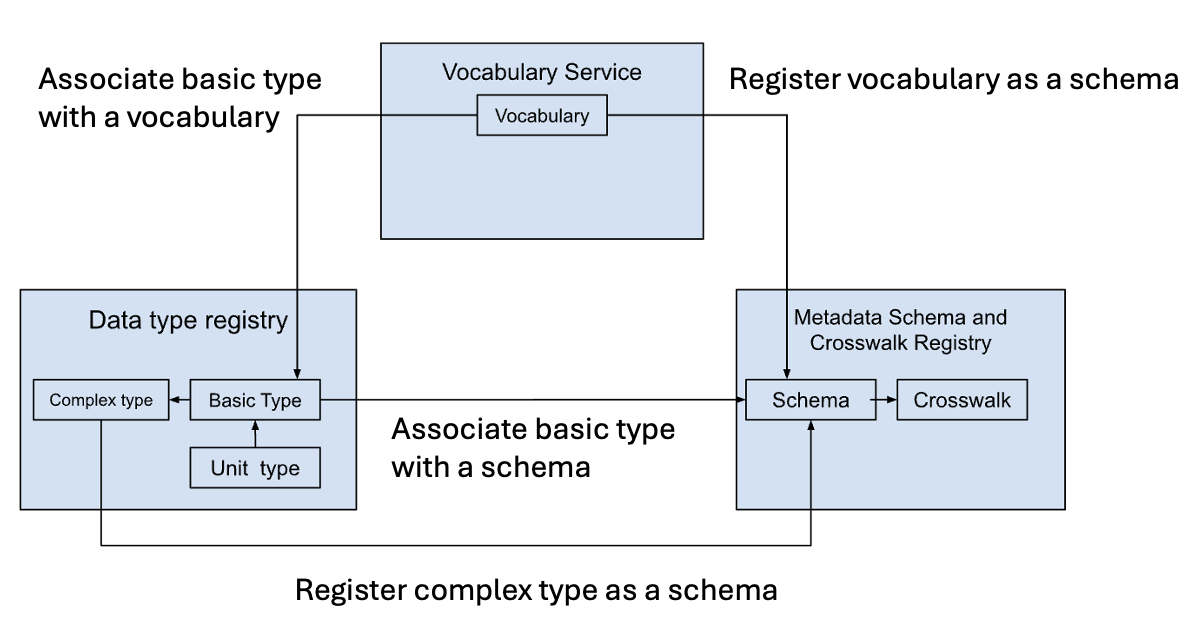 Associate basic type
with a vocabulary
Vocabulary Service
Vocabulary
Register vocabulary as a schema
Data type registry
Complex type
Basic Type
Unit type
Associate basic type
with a schema
Metadata Schema and
Crosswalk Registry
Schema
Crosswalk
Register complex type as a schema